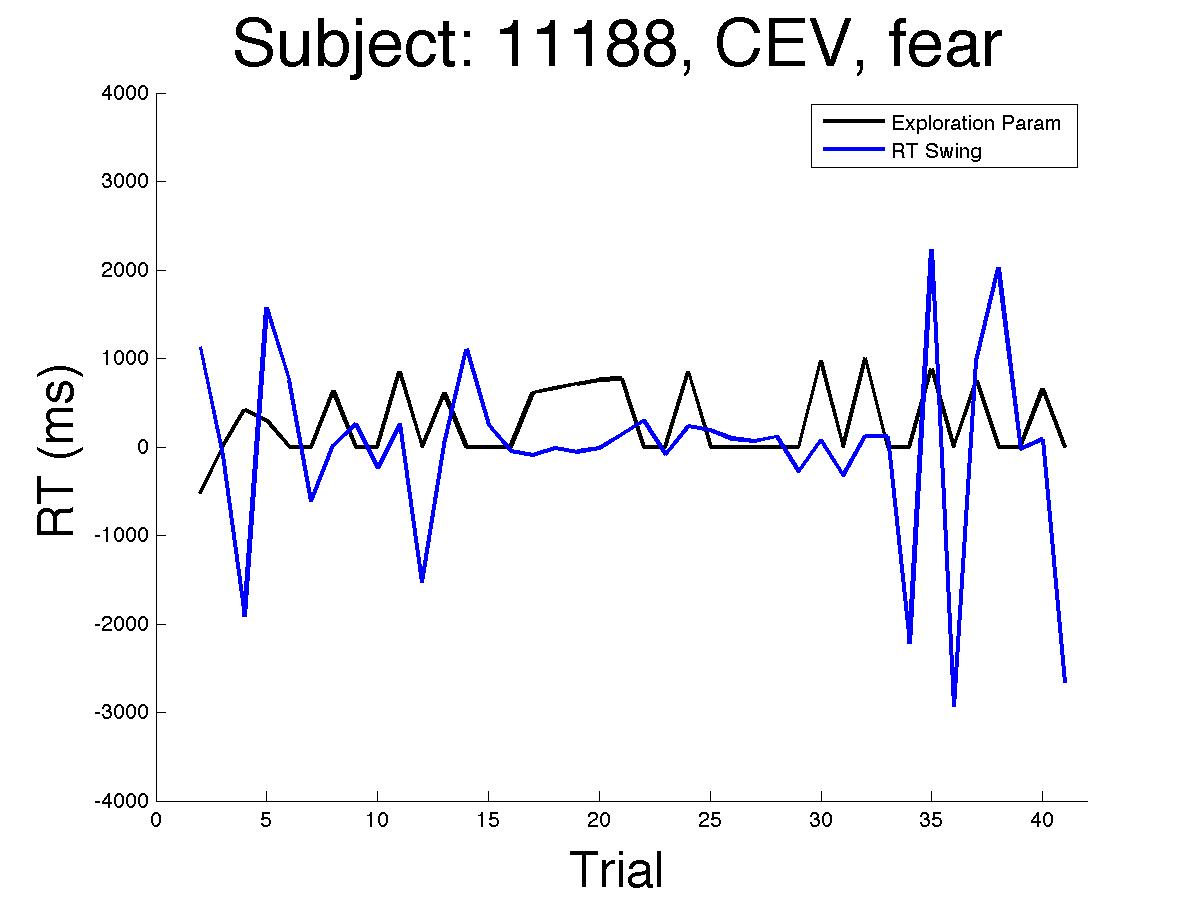 Subject: 11188, CEV, fear
4000
3000
2000
1000
0
-1000
-2000
-3000
-4000
RT (ms)
Exploration Param
RT Swing
0 5 10 15 20 25 30 35 40
Trial